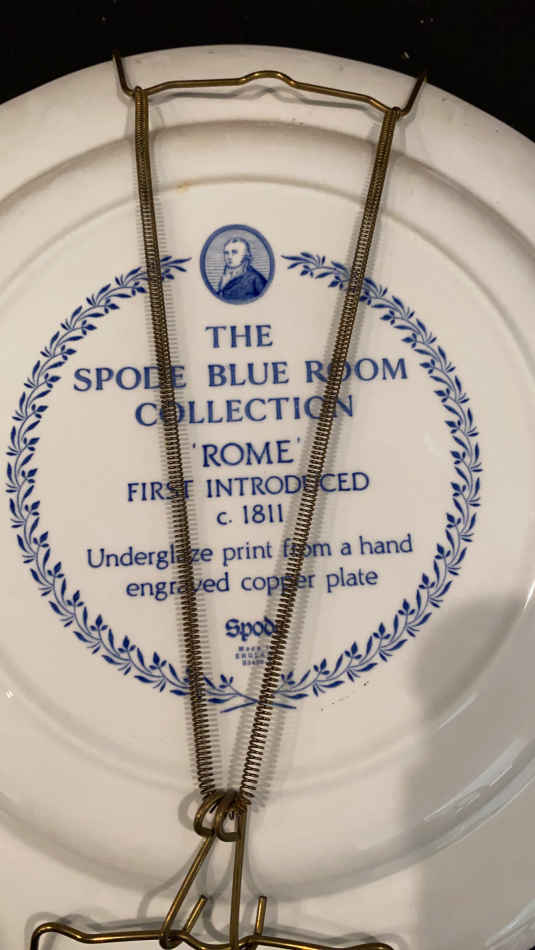 THE
SPODE BLUE ROOM
COLLECTION
'ROME'
FIRST INTRODUCED
c. 1811
Underglaze print from a hand
engraved copper plate
Spode